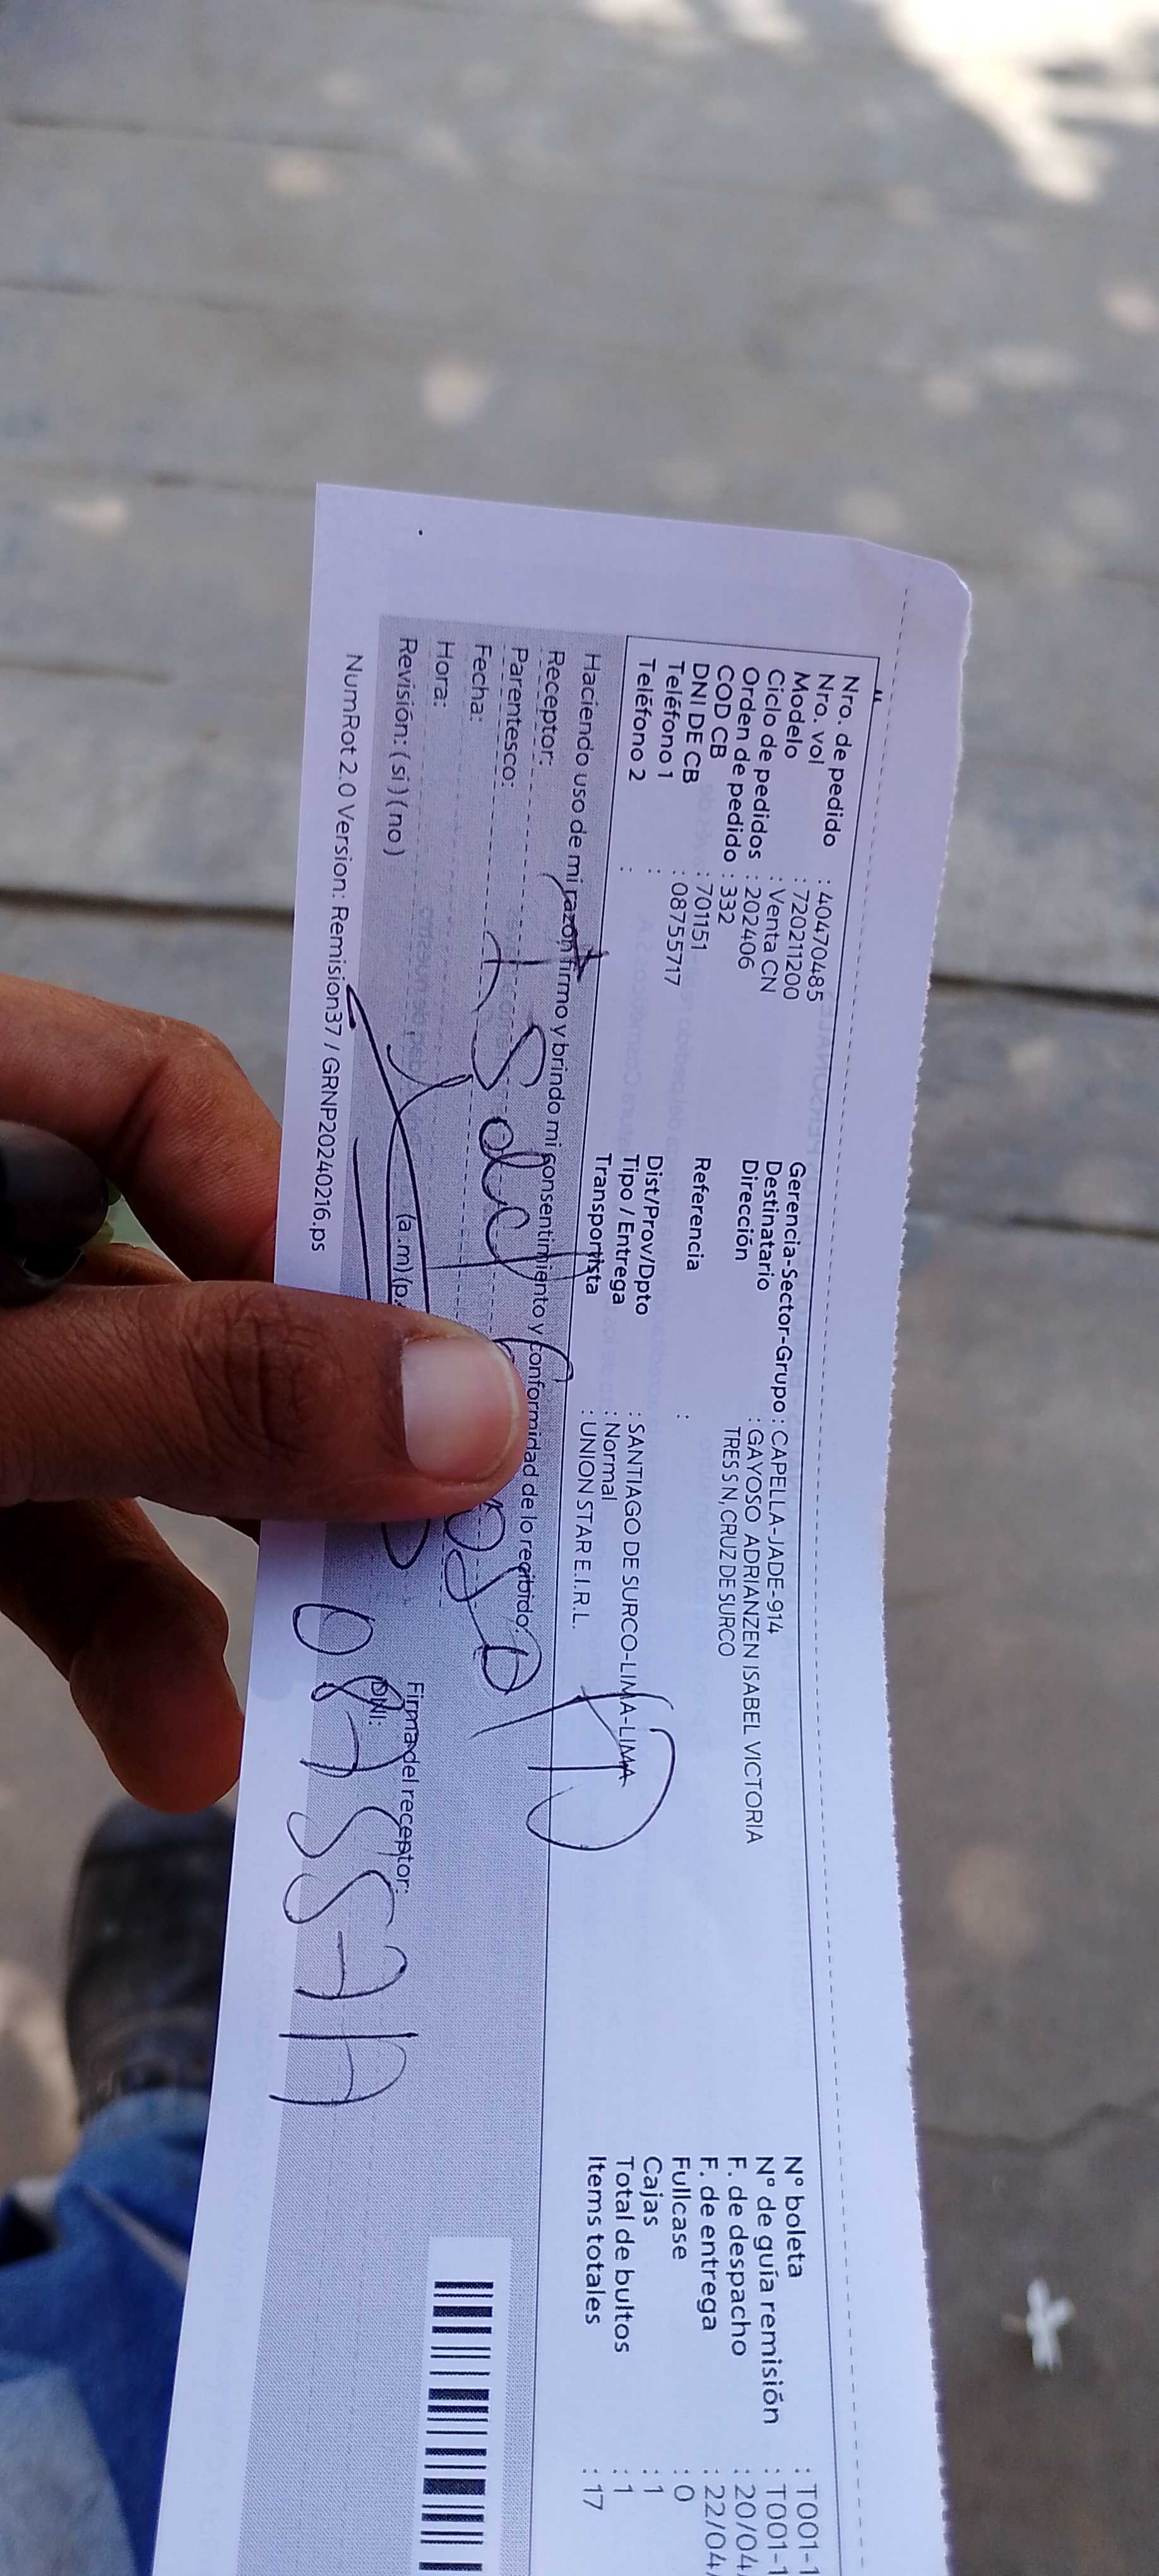 Nro. de pedido : 40470485
Nro. vol : 720211200
Modelo : Venta CN
Ciclo de pedidos : 202406
Orden de pedido : 332
COD CB : 701151
DNI DE CB : 08755717
Teléfono 1 :
Teléfono 2 :
Gerencia-Sector-Grupo : CAPELLA-JADE-914
Destinatario : GAYOSO ADRIANZEN ISABEL VICTORIA
Dirección : TRES S N, CRUZ DE SURCO
Referencia :
Dist/Prov/Dpto : SANTIAGO DE SURCO-LIMA-LIMA
Tipo / Entrega : Normal
Transportista : UNION STAR E.I.R.L.
N° boleta : T001-1
N° de guía remisión : T001-1
F. de despacho : 20/04/
F. de entrega : 22/04/
Fullcase : 0
Cajas : 1
Total de bultos : 1
Items totales : 17
Haciendo uso de mi razón firmo y brindo mi consentimiento y conformidad de lo recibido:
Receptor:
Parentesco:
Fecha:
Hora: (a.m) (p.
Revisión: (si) (no)
Firma del receptor:
DNI: 08755717
NumRot 2.0 Version: Remision37 / GRNP20240216.ps